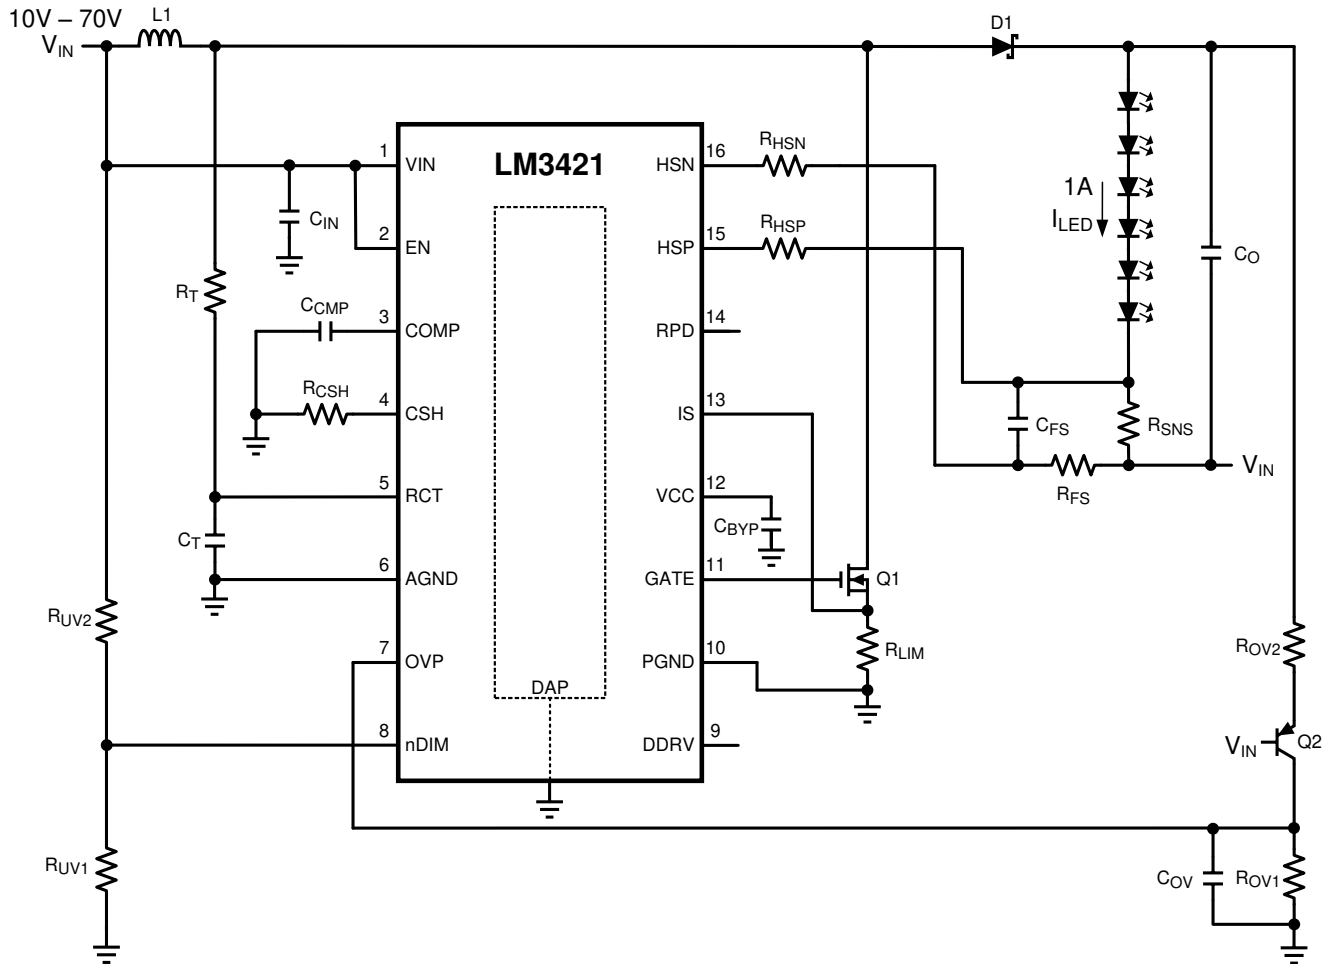 10V – 70V
L1
D1
VIN
1
VIN
LM3421
HSN
16
RHSN
CIN
2
EN
HSP
15
RHSP
1A
ILED
CO
RT
CCMP
3
COMP
RPD
14
RCSH
4
CSH
IS
13
CFS
RSNS
VIN
RFS
5
RCT
VCC
12
CBYP
CT
6
AGND
GATE
11
Q1
RUV2
7
OVP
PGND
10
RLIM
ROV2
DAP
8
nDIM
DDRV
9
VIN
Q2
RUV1
COV
ROV1